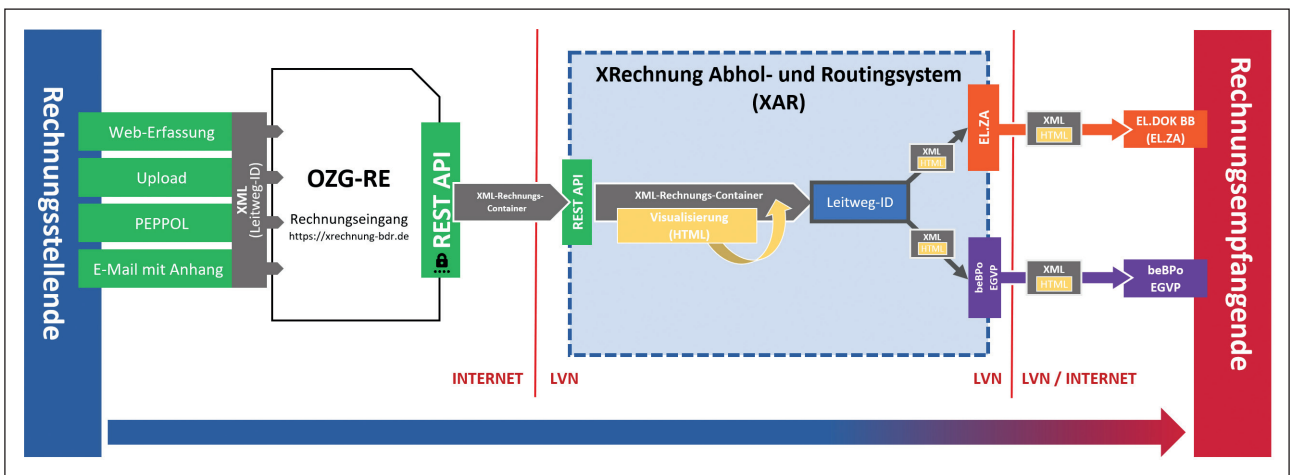 Rechnungsstellende
Web-Erfassung
Upload
PEPPOL
E-Mail mit Anhang
XML
(Leitweg-ID)
OZG-RE
Rechnungseingang
https://xrechnung-bdr.de
REST API
XML-Rechnungs-
Container
INTERNET
LVN
XRechnung Abhol- und Routingsystem
(XAR)
REST API
XML-Rechnungs-Container
Visualisierung
(HTML)
Leitweg-ID
XML
HTML
XML
HTML
EL.ZA
beBPo
EGVP
LVN
LVN / INTERNET
XML
HTML
EL.DOK BB
(EL.ZA)
XML
HTML
beBPo
EGVP
Rechnungsempfangende